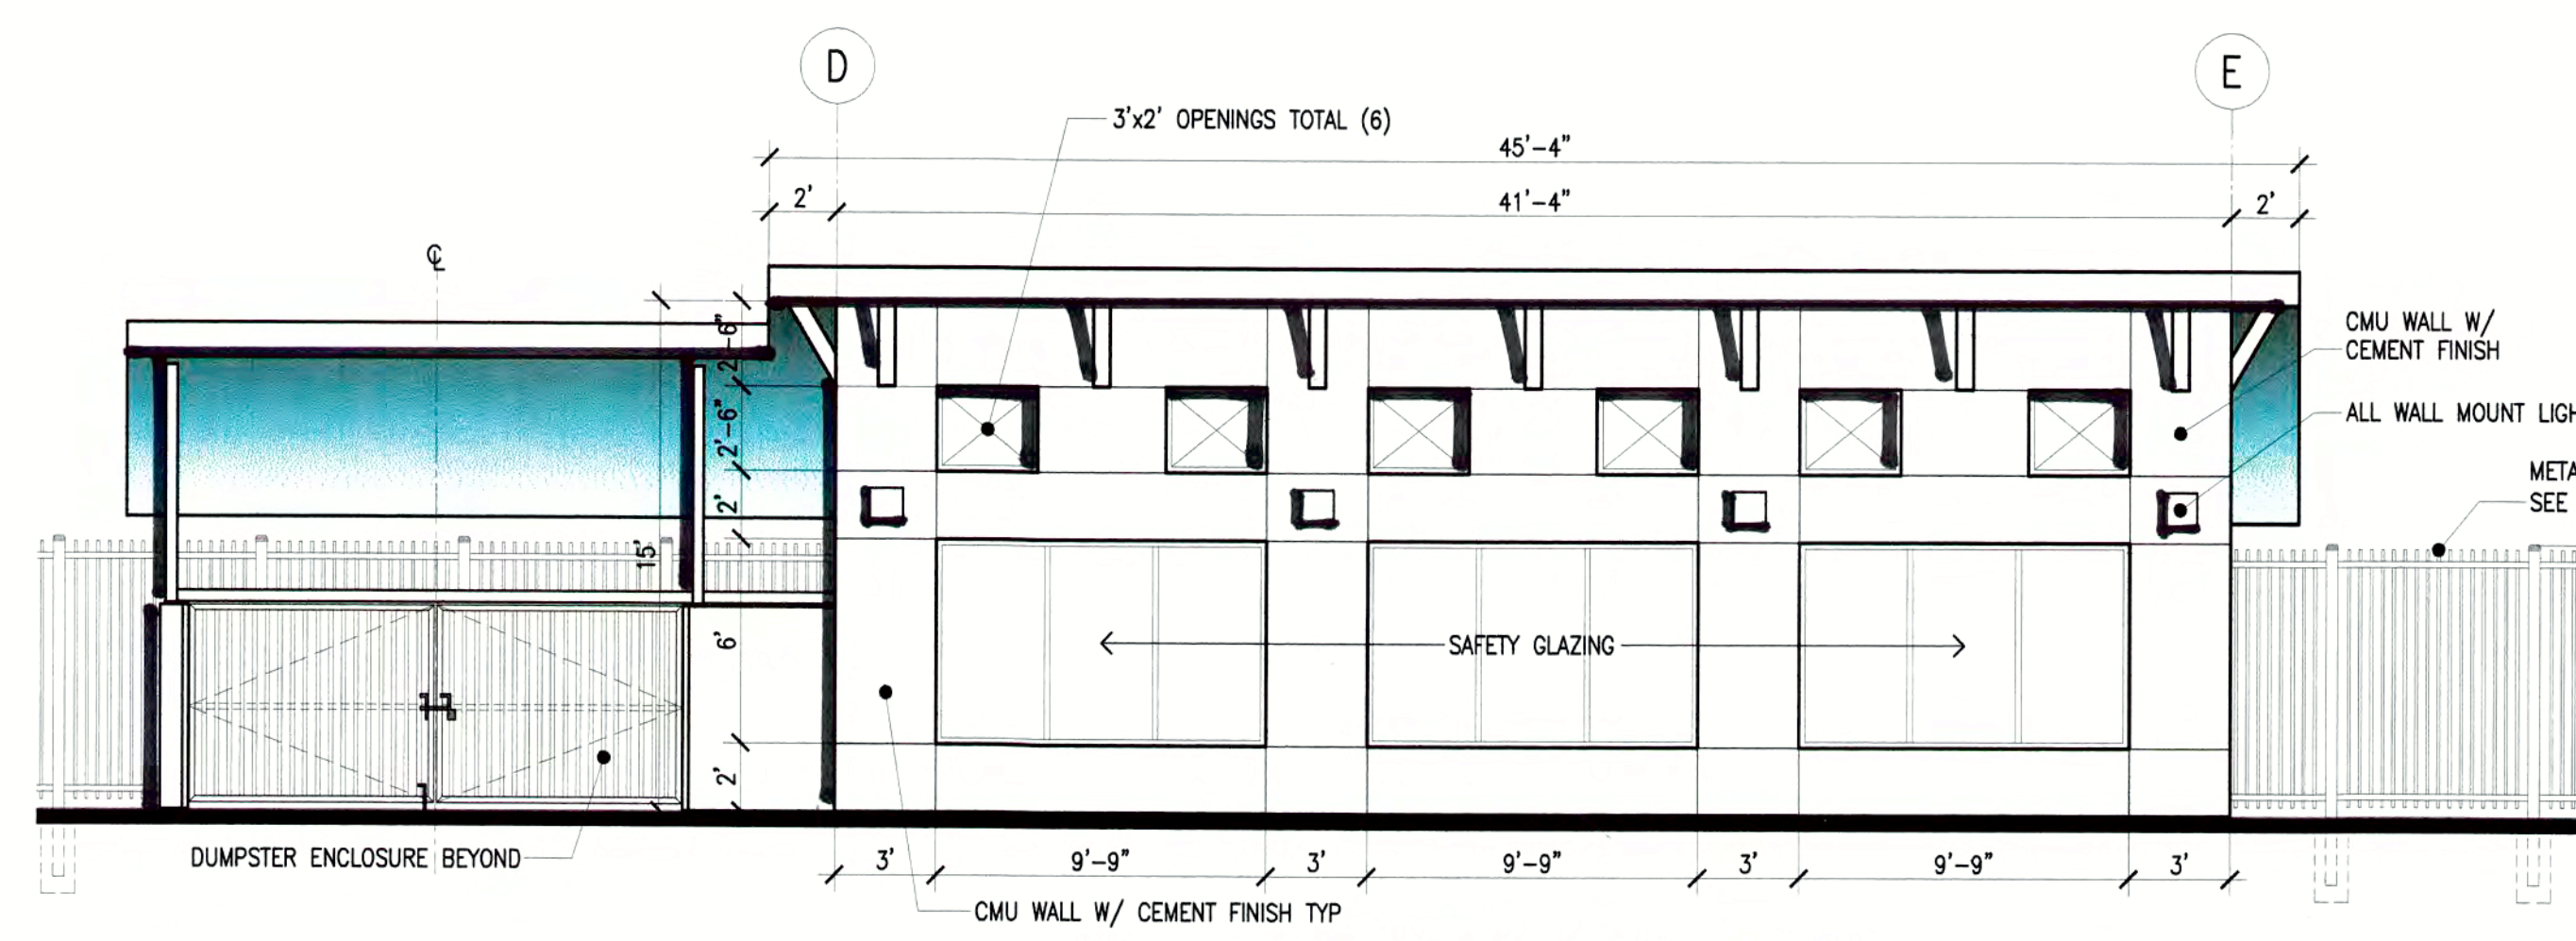 D
E
3'x2' OPENINGS TOTAL (6)
45'-4"
2'
41'-4"
2'
℄
2'-6"
2'-6"
2'
15'
6'
2'
CMU WALL W/
CEMENT FINISH
ALL WALL MOUNT LIGH
META
SEE
SAFETY GLAZING
DUMPSTER ENCLOSURE BEYOND
3'
9'-9"
3'
9'-9"
3'
9'-9"
3'
CMU WALL W/ CEMENT FINISH TYP